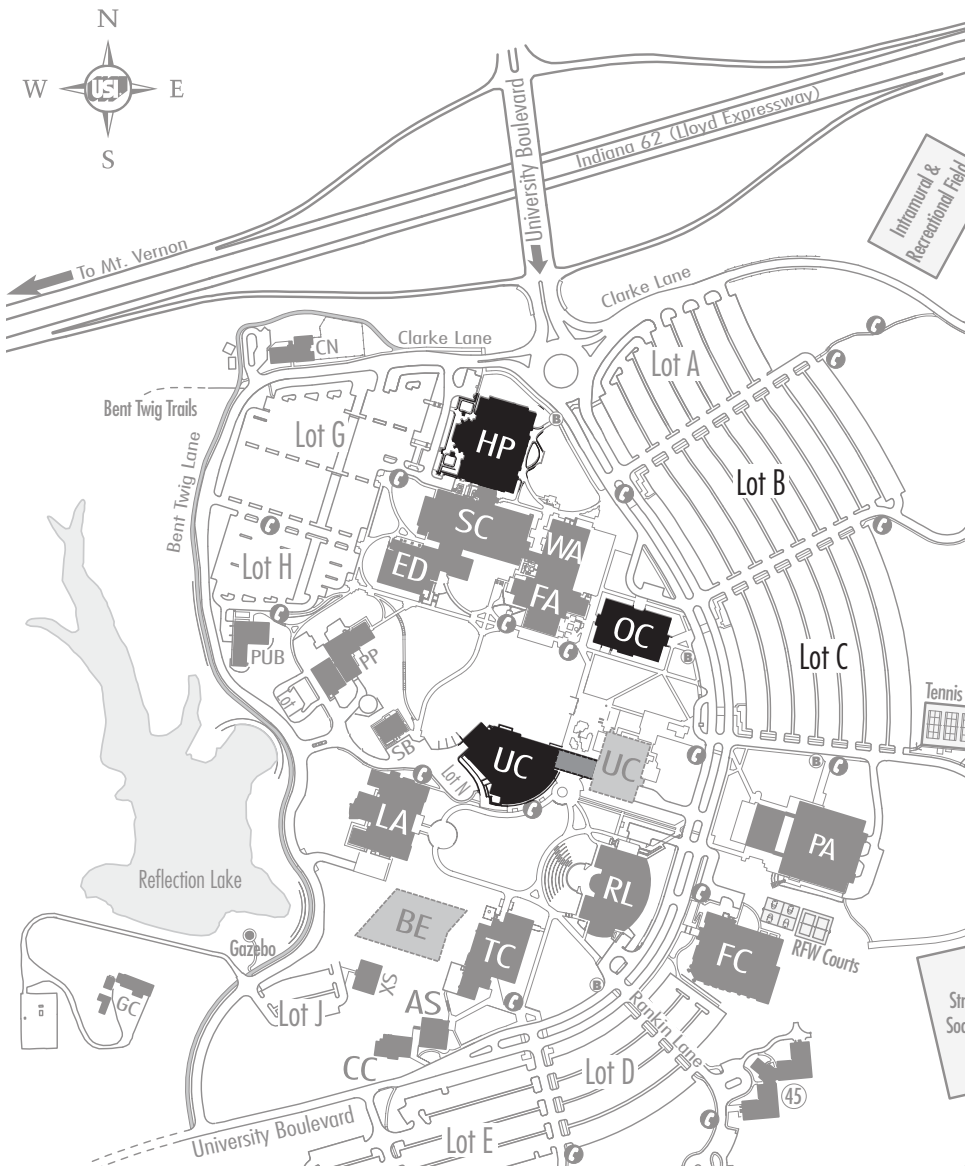 N
W
USI
E
S
University Boulevard
Indiana 62 (Lloyd Expressway)
Intramural &
Recreational Field
To Mt. Vernon
Clarke Lane
Clarke Lane
CN
Lot A
Bent Twig Trails
Lot G
HP
B
Bent Twig Lane
Lot B
SC
WA
Lot H
ED
FA
OC
PUB
PP
B
Lot C
Lot
Tennis
SB
UC
UC
Lot N
B
LA
PA
Reflection Lake
RL
BE
TC
RFW Courts
Gazebo
FC
XS
GC
Lot J
AS
B
Str
Soc
Rankin Lane
CC
Lot D
45
University Boulevard
Lot E